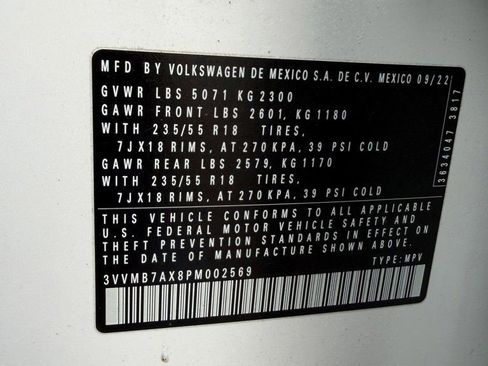 MFD BY VOLKSWAGEN DE MEXICO S.A. DE C.V. MEXICO 09/22
GVWR LBS 5071 KG 2300
GAWR FRONT LBS 2601, KG 1180
WITH 235/55 R18 TIRES,
7JX18 RIMS, AT 270 KPA, 39 PSI COLD
GAWR REAR LBS 2579, KG 1170
WITH 235/55 R18 TIRES,
7JX18 RIMS, AT 270 KPA, 39 PSI COLD
THIS VEHICLE CONFORMS TO ALL APPLICABLE
U.S. FEDERAL MOTOR VEHICLE SAFETY AND
THEFT PREVENTION STANDARDS IN EFFECT ON
THE DATE OF MANUFACTURE SHOWN ABOVE.
3VVMB7AX8PM002569 TYPE: MPV
3634047 3817